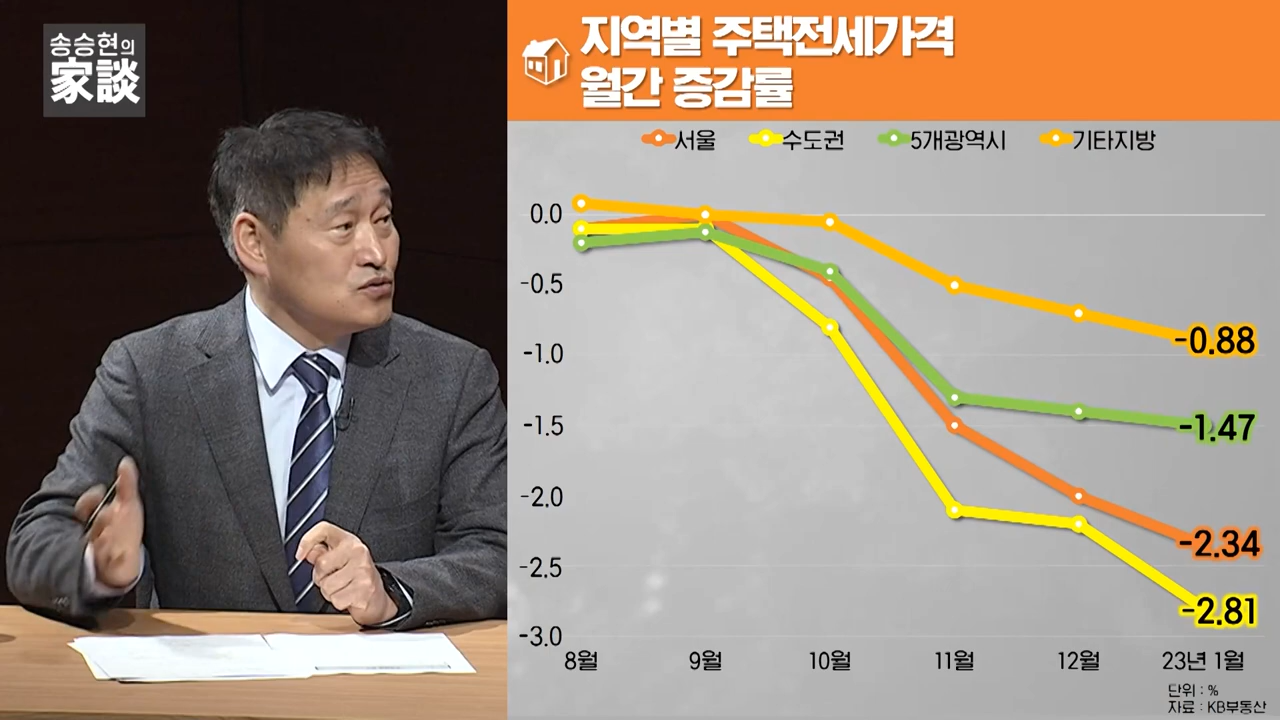 송승현의
家談
지역별 주택전세가격
월간 증감률
서울 수도권 5개광역시 기타지방
0.0
-0.5
-1.0
-1.5
-2.0
-2.5
-3.0
-0.88
-1.47
-2.34
-2.81
8월 9월 10월 11월 12월 23년 1월
단위 : %
자료 : KB부동산